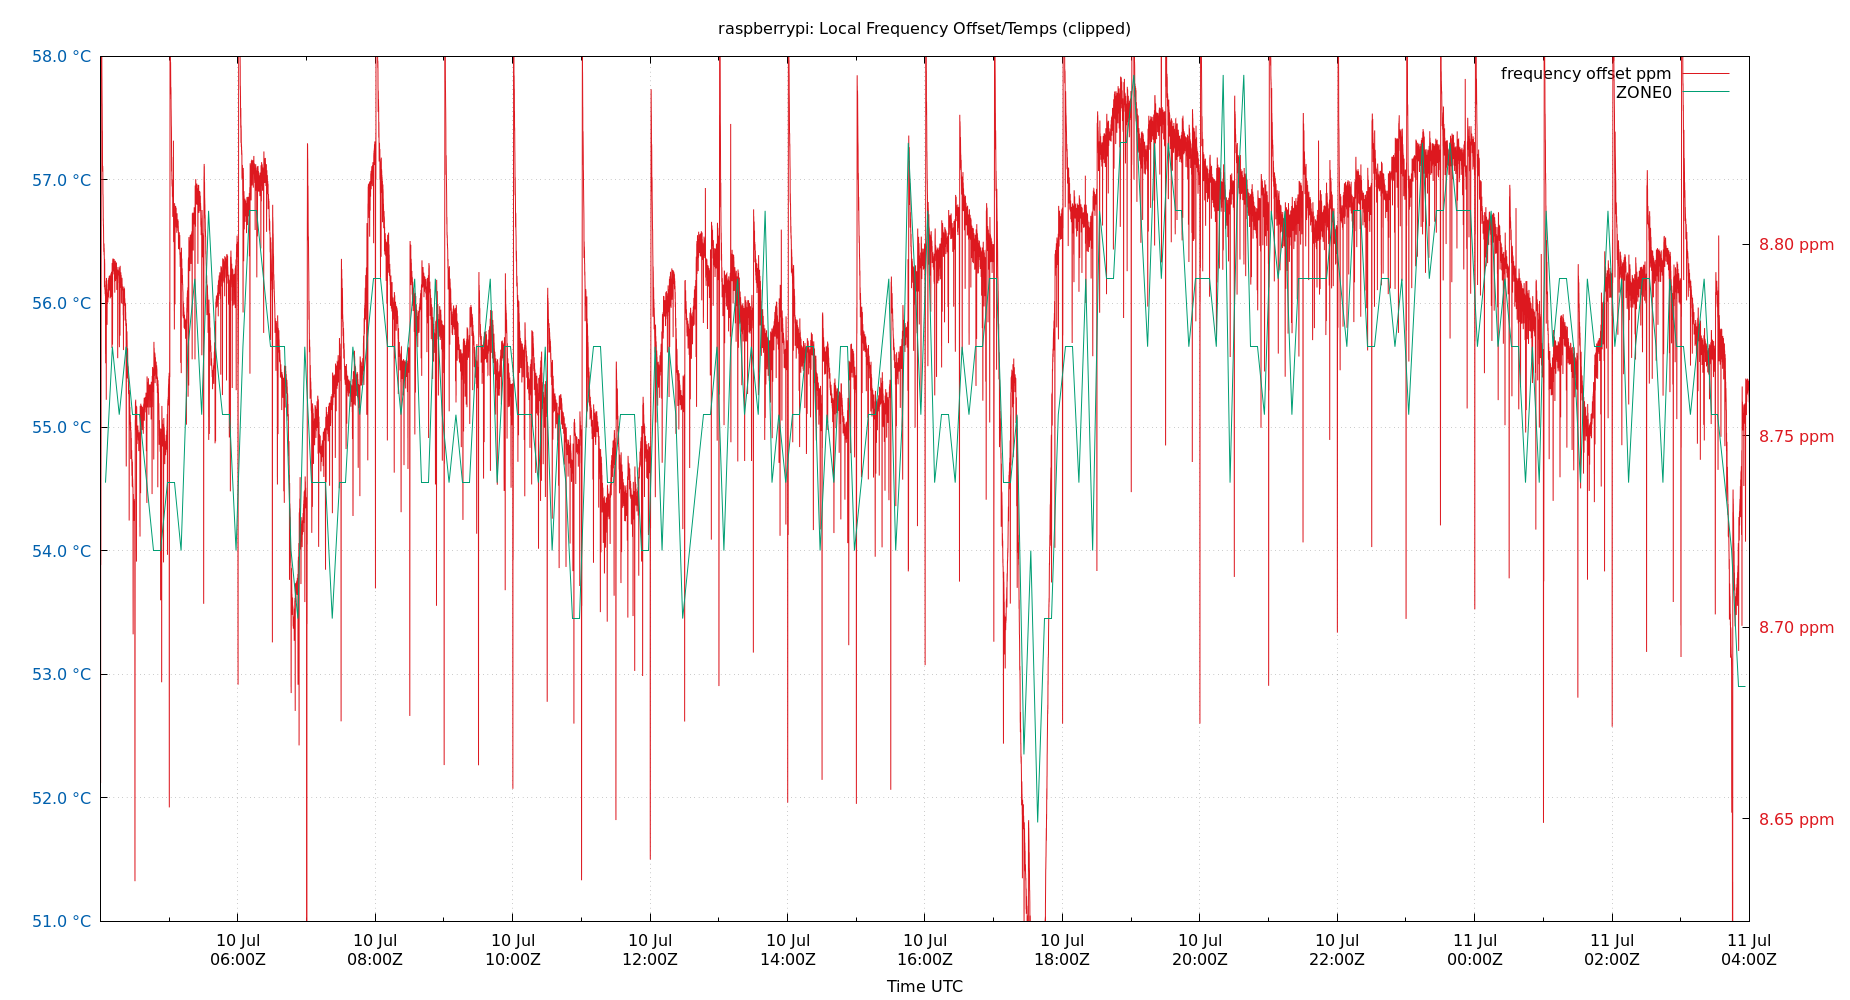 raspberrypi: Local Frequency Offset/Temps (clipped)
58.0 °C
57.0 °C
56.0 °C
55.0 °C
54.0 °C
53.0 °C
52.0 °C
51.0 °C
frequency offset ppm
ZONE0
8.80 ppm
8.75 ppm
8.70 ppm
8.65 ppm
10 Jul 10 Jul 10 Jul 10 Jul 10 Jul 10 Jul 10 Jul 10 Jul 10 Jul 11 Jul 11 Jul 11 Jul
06:00Z 08:00Z 10:00Z 12:00Z 14:00Z 16:00Z 18:00Z 20:00Z 22:00Z 00:00Z 02:00Z 04:00Z
Time UTC